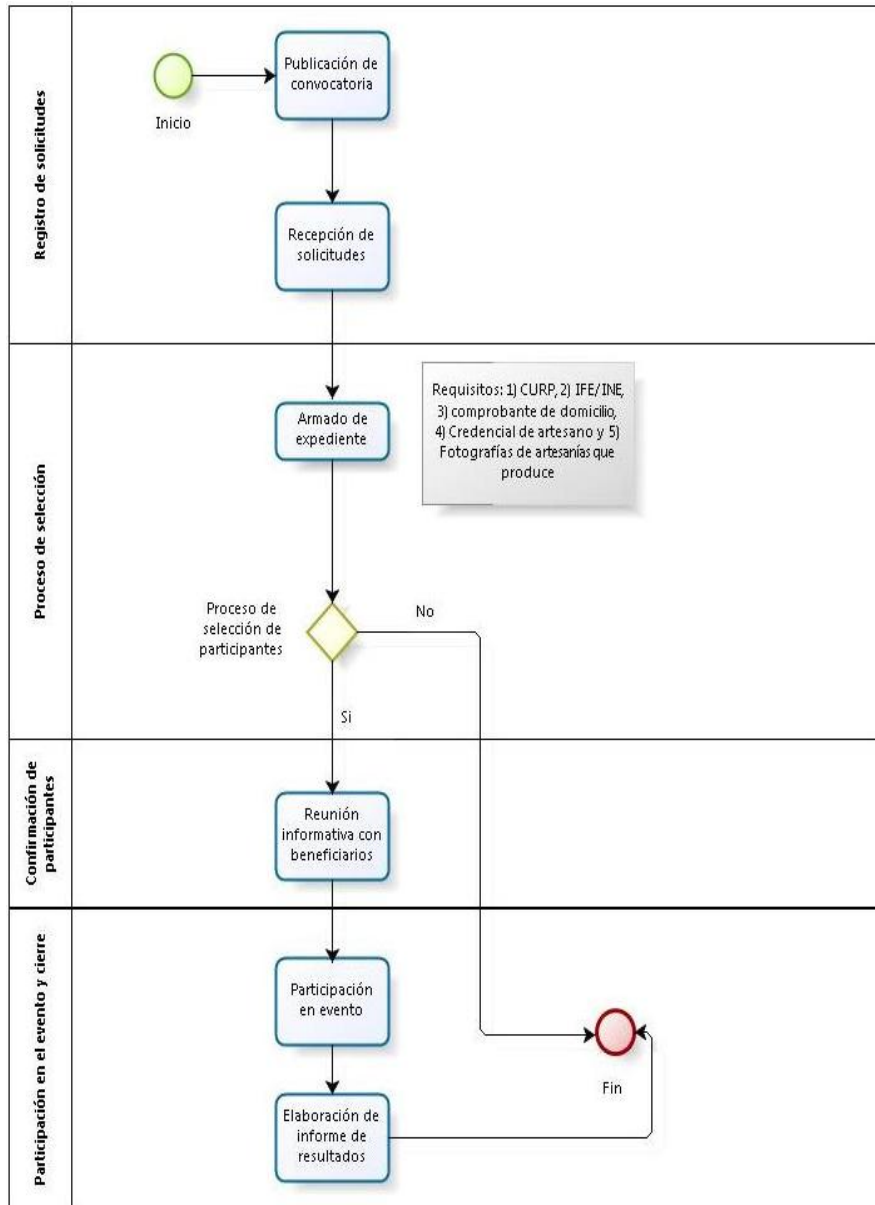 Registro de solicitudes
Inicio
Publicación de
convocatoria
Recepción de
solicitudes
Proceso de selección
Armado de
expediente
Requisitos: 1) CURP, 2) IFE/INE,
3) comprobante de domicilio,
4) Credencial de artesano y 5)
Fotografías de artesanías que
produce
Proceso de
selección de
participantes
No
Si
Confirmación de
participantes
Reunión
informativa con
beneficiarios
Participación en el evento y cierre
Participación
en evento
Fin
Elaboración de
informe de
resultados